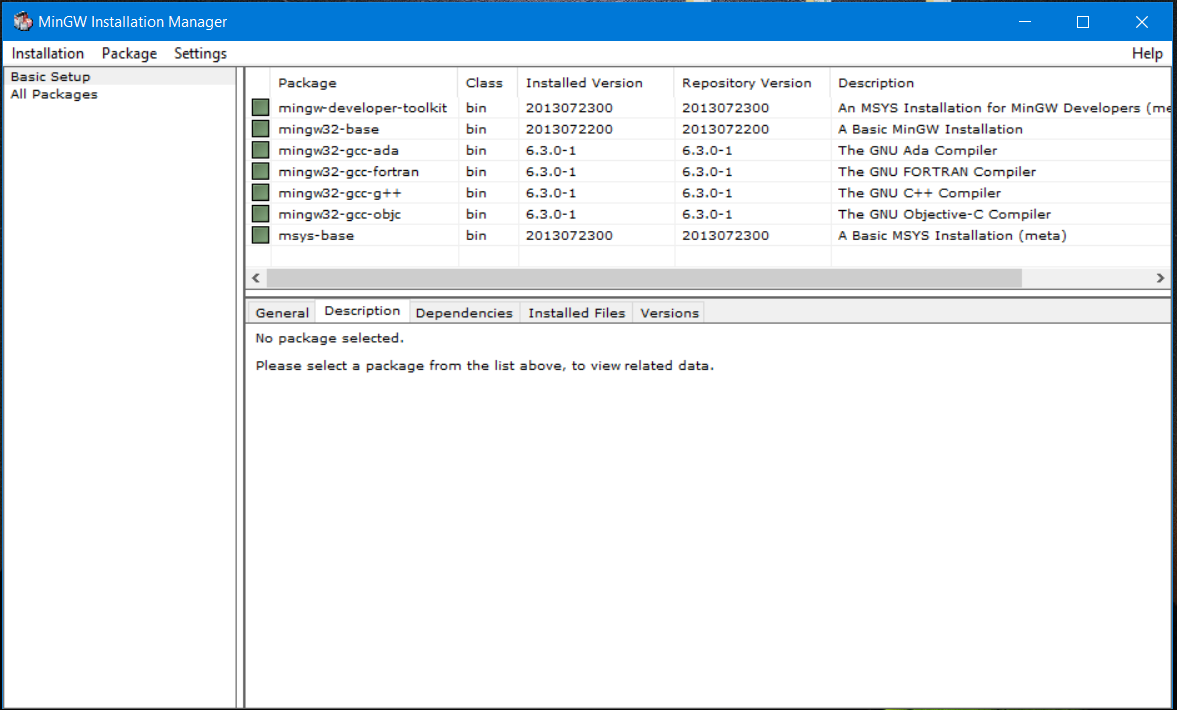 MinGW Installation Manager
Installation Package Settings Help
Basic Setup
All Packages
Package Class Installed Version Repository Version Description
mingw-developer-toolkit bin 2013072300 2013072300 An MSYS Installation for MinGW Developers (me
mingw32-base bin 2013072200 2013072200 A Basic MinGW Installation
mingw32-gcc-ada bin 6.3.0-1 6.3.0-1 The GNU Ada Compiler
mingw32-gcc-fortran bin 6.3.0-1 6.3.0-1 The GNU FORTRAN Compiler
mingw32-gcc-g++ bin 6.3.0-1 6.3.0-1 The GNU C++ Compiler
mingw32-gcc-objc bin 6.3.0-1 6.3.0-1 The GNU Objective-C Compiler
msys-base bin 2013072300 2013072300 A Basic MSYS Installation (meta)
General Description Dependencies Installed Files Versions
No package selected.
Please select a package from the list above, to view related data.